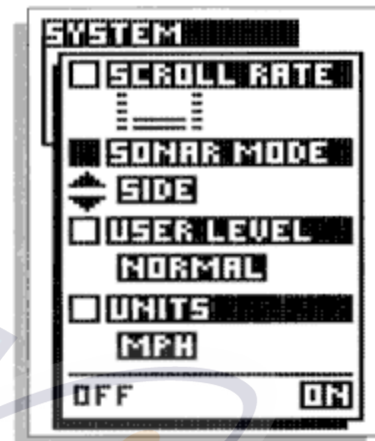 SYSTEM
SCROLL RATE
SONAR MODE
SIDE
USER LEVEL
NORMAL
UNITS
MPH
OFF ON